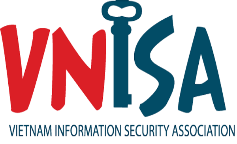 VNISA
VIETNAM INFORMATION SECURITY ASSOCIATION